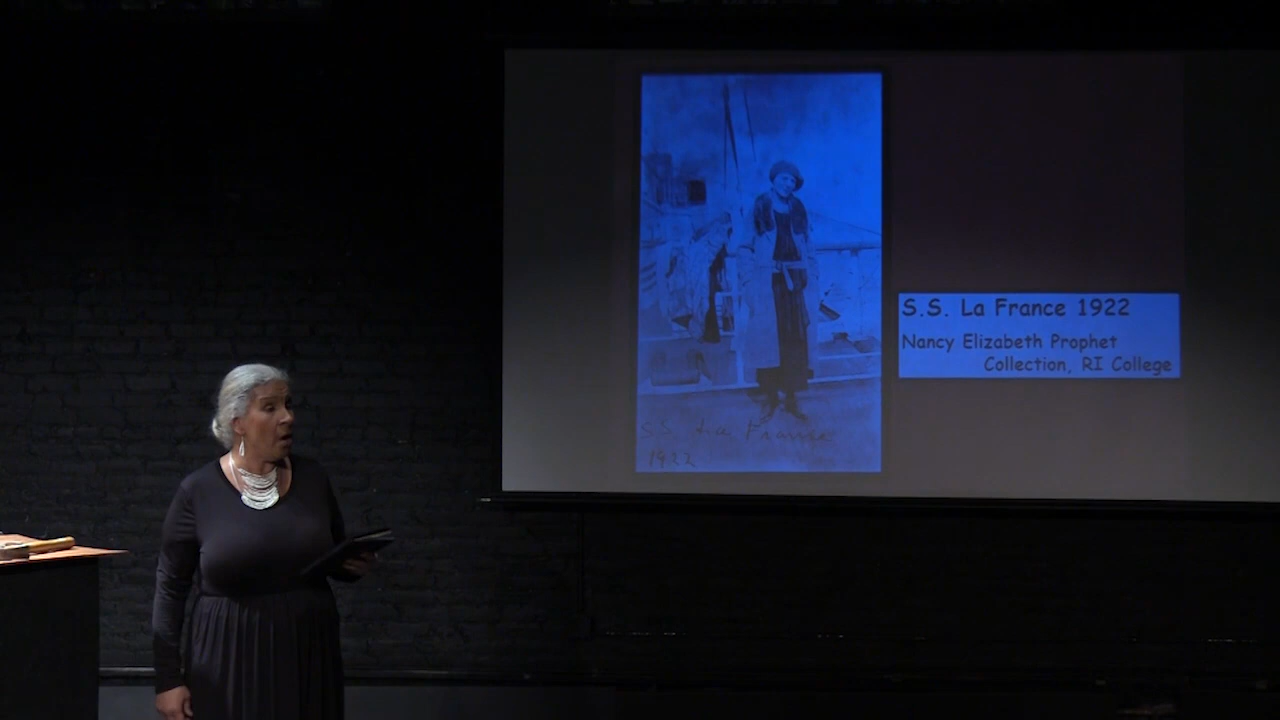 S.S. La France 1922
Nancy Elizabeth Prophet
Collection, RI College
S.S. La France
1922